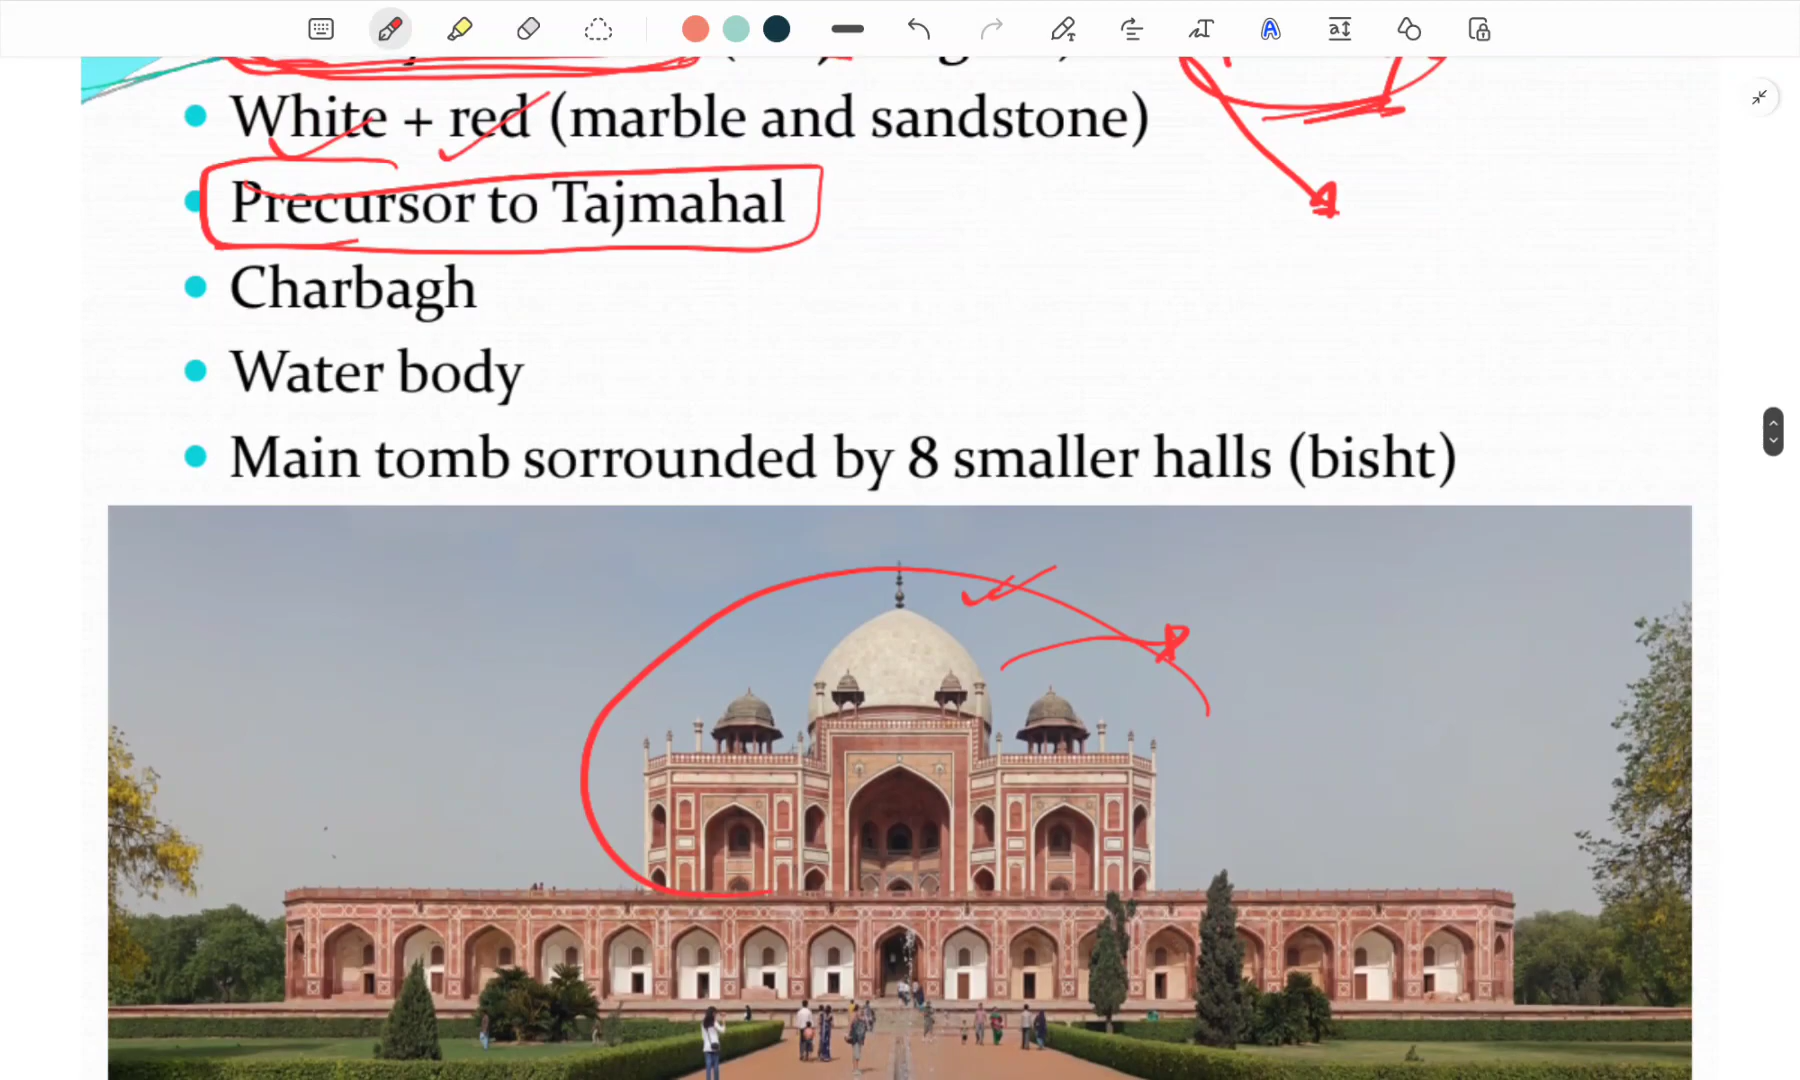 White + red (marble and sandstone)
Precursor to Tajmahal
Charbagh
Water body
Main tomb sorrounded by 8 smaller halls (bisht)